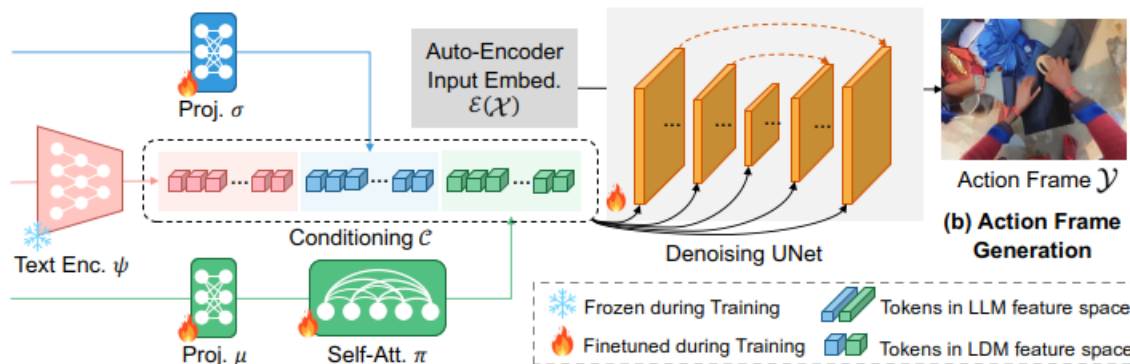 Proj. σ
Auto-Encoder
Input Embed.
ℰ(𝒳)
...
...
...
...
...
...
...
...
Action Frame 𝒴
(b) Action Frame
Generation
Conditioning 𝒞
Denoising UNet
Text Enc. ψ
Proj. μ
Self-Att. π
Frozen during Training
Tokens in LLM feature space
Finetuned during Training
Tokens in LDM feature space